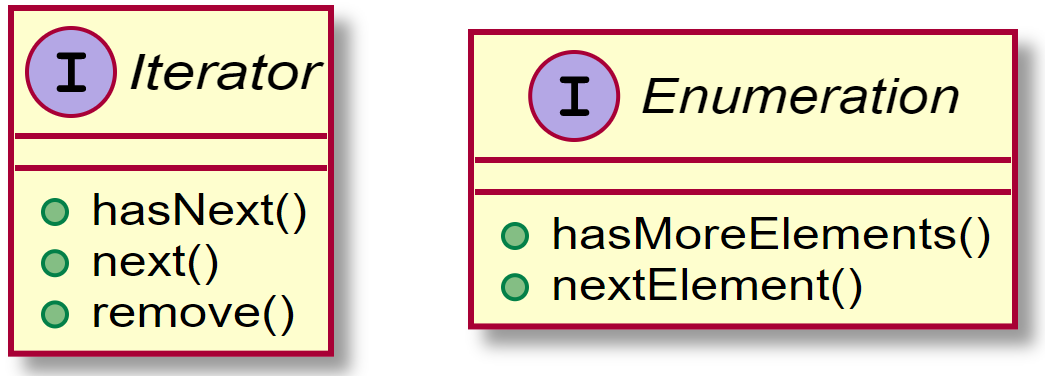 I Iterator
hasNext()
next()
remove()
I Enumeration
hasMoreElements()
nextElement()